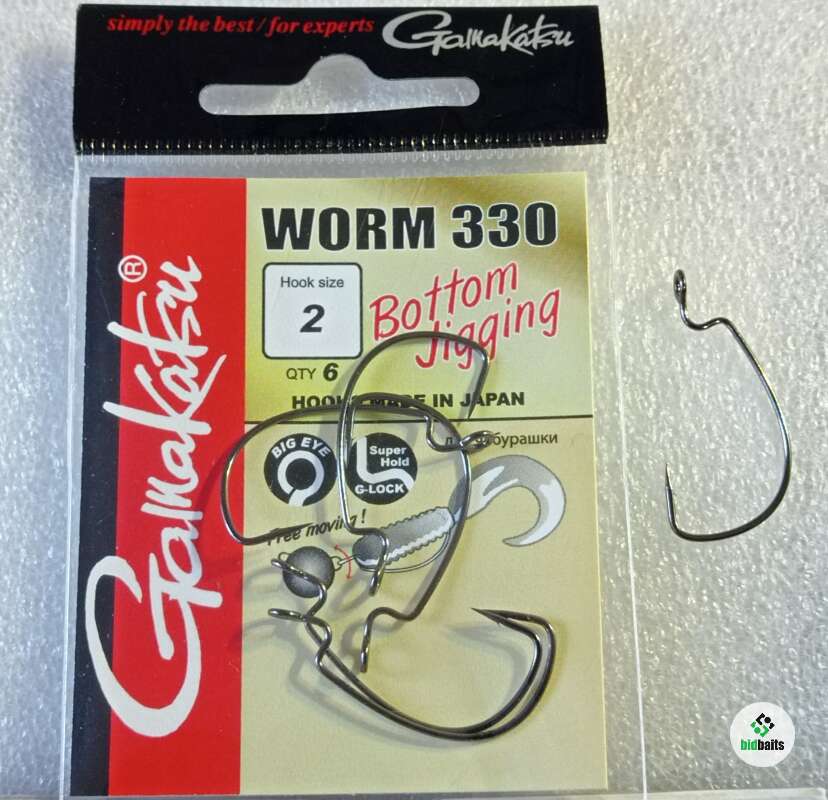 simply the best / for experts Gamakatsu
WORM 330
Hook size
2
Bottom
Jigging
QTY 6
MADE IN JAPAN
BIG EYE
Super
Hold
G-LOCK
Free moving!
Gamakatsu®
bidbaits